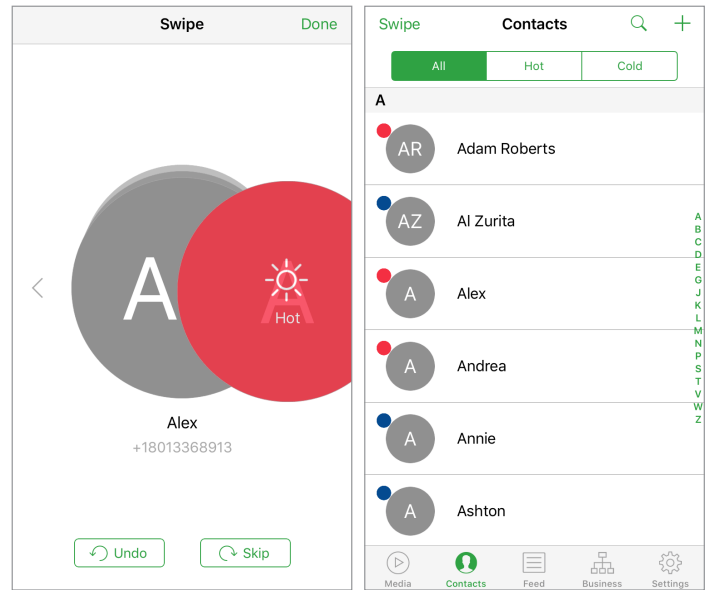 Swipe
Done
A
A
Hot
Alex
+18013368913
Undo
Skip
Swipe
Contacts
All
Hot
Cold
A
AR
Adam Roberts
AZ
Al Zurita
A
Alex
A
Andrea
A
Annie
A
Ashton
A
B
C
D
E
G
J
K
L
M
N
P
S
T
V
W
Z
Media
Contacts
Feed
Business
Settings